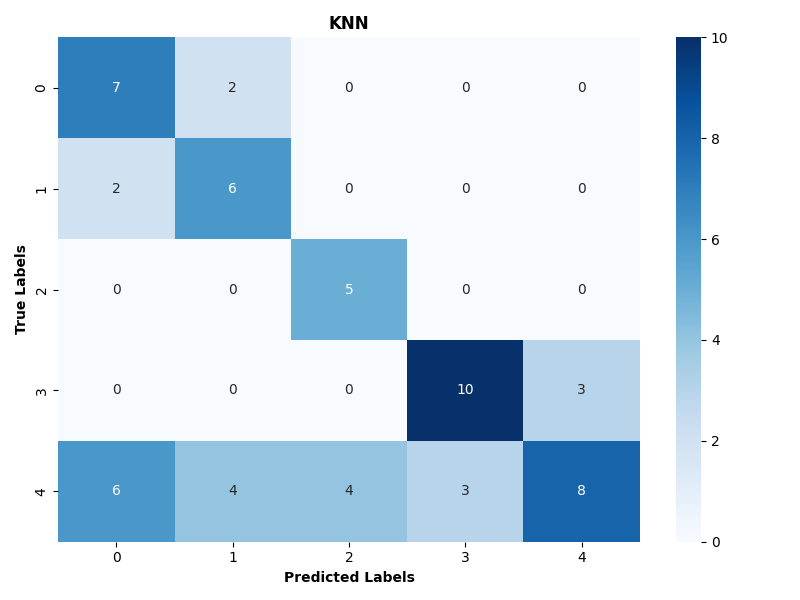 KNN
0 7 2 0 0 0
1 2 6 0 0 0
2 0 0 5 0 0
3 0 0 0 10 3
4 6 4 4 3 8
0 1 2 3 4
True Labels
Predicted Labels
10
8
6
4
2
0